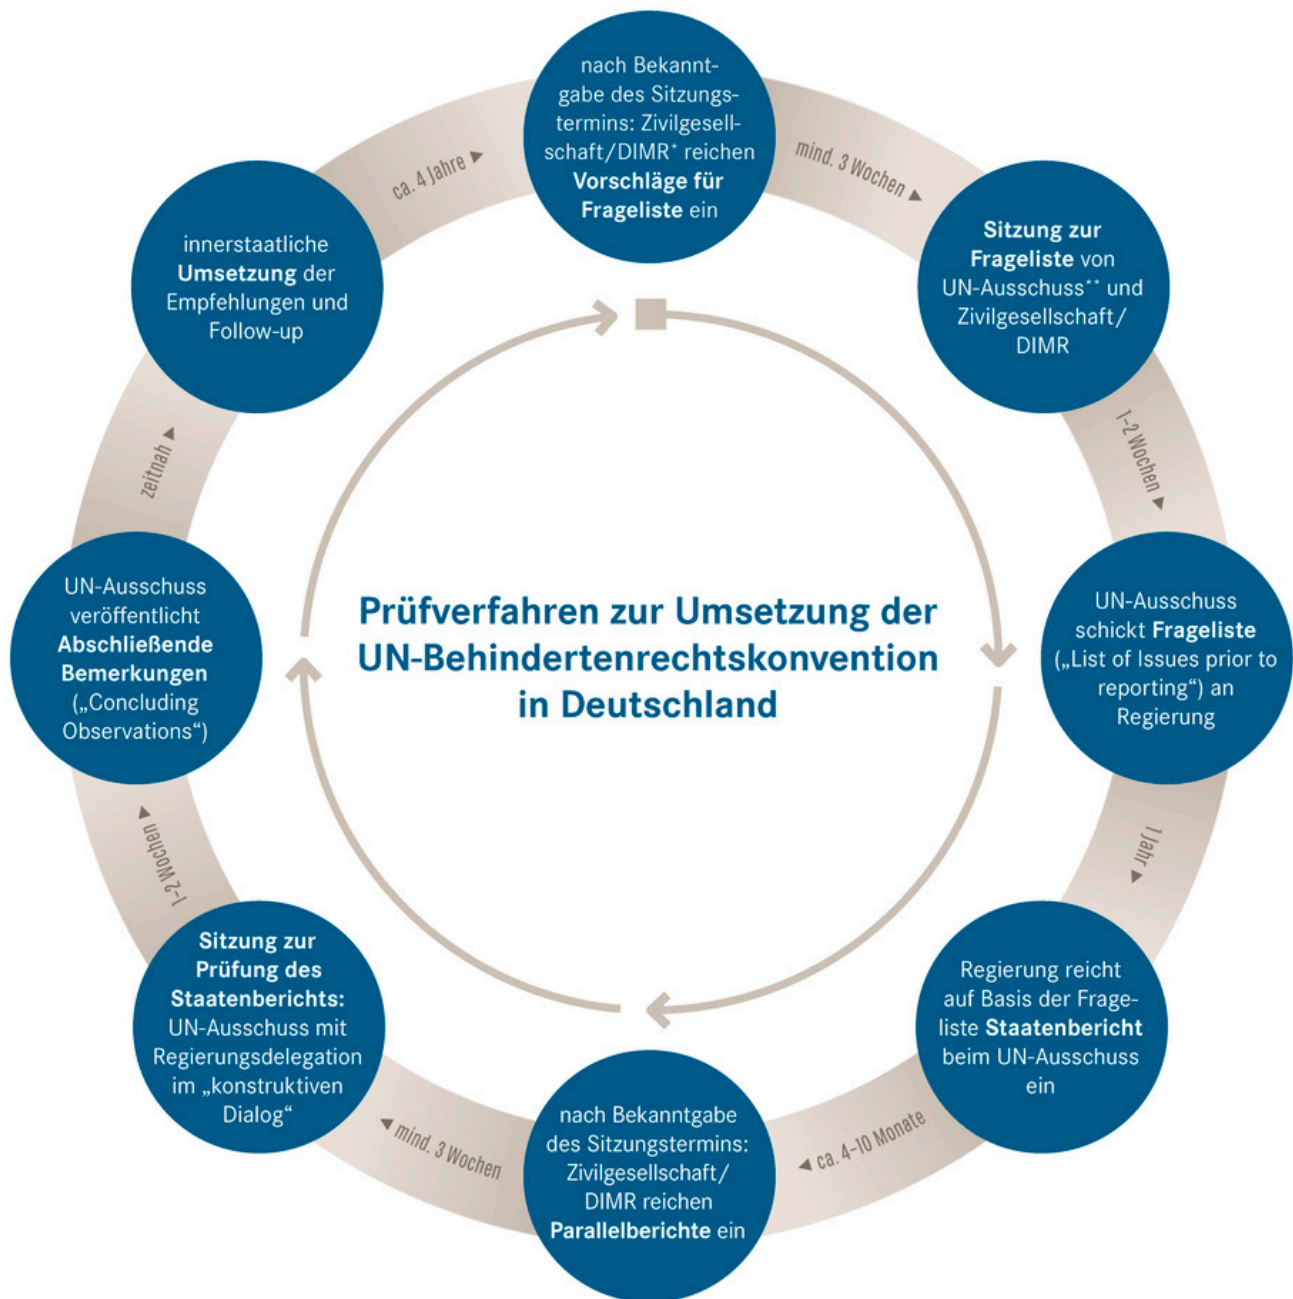 Prüfverfahren zur Umsetzung der
UN-Behindertenrechtskonvention
in Deutschland
nach Bekannt-
gabe des Sitzungs-
termins: Zivilgesell-
schaft/DIMR* reichen
Vorschläge für
Frageliste ein
mind. 3 Wochen ►
Sitzung zur
Frageliste von
UN-Ausschuss** und
Zivilgesellschaft/
DIMR
1–2 Wochen ►
UN-Ausschuss
schickt Frageliste
(„List of Issues prior to
reporting“) an
Regierung
1 Jahr ►
Regierung reicht
auf Basis der Frage-
liste Staatenbericht
beim UN-Ausschuss
ein
◄ ca. 4–10 Monate
nach Bekanntgabe
des Sitzungstermins:
Zivilgesellschaft/
DIMR reichen
Parallelberichte ein
◄ mind. 3 Wochen
Sitzung zur
Prüfung des
Staatenberichts:
UN-Ausschuss mit
Regierungsdelegation
im „konstruktiven
Dialog“
1–2 Wochen ►
UN-Ausschuss
veröffentlicht
Abschließende
Bemerkungen
(„Concluding
Observations“)
zeitnah ►
innerstaatliche
Umsetzung der
Empfehlungen und
Follow-up
ca. 4 Jahre ►